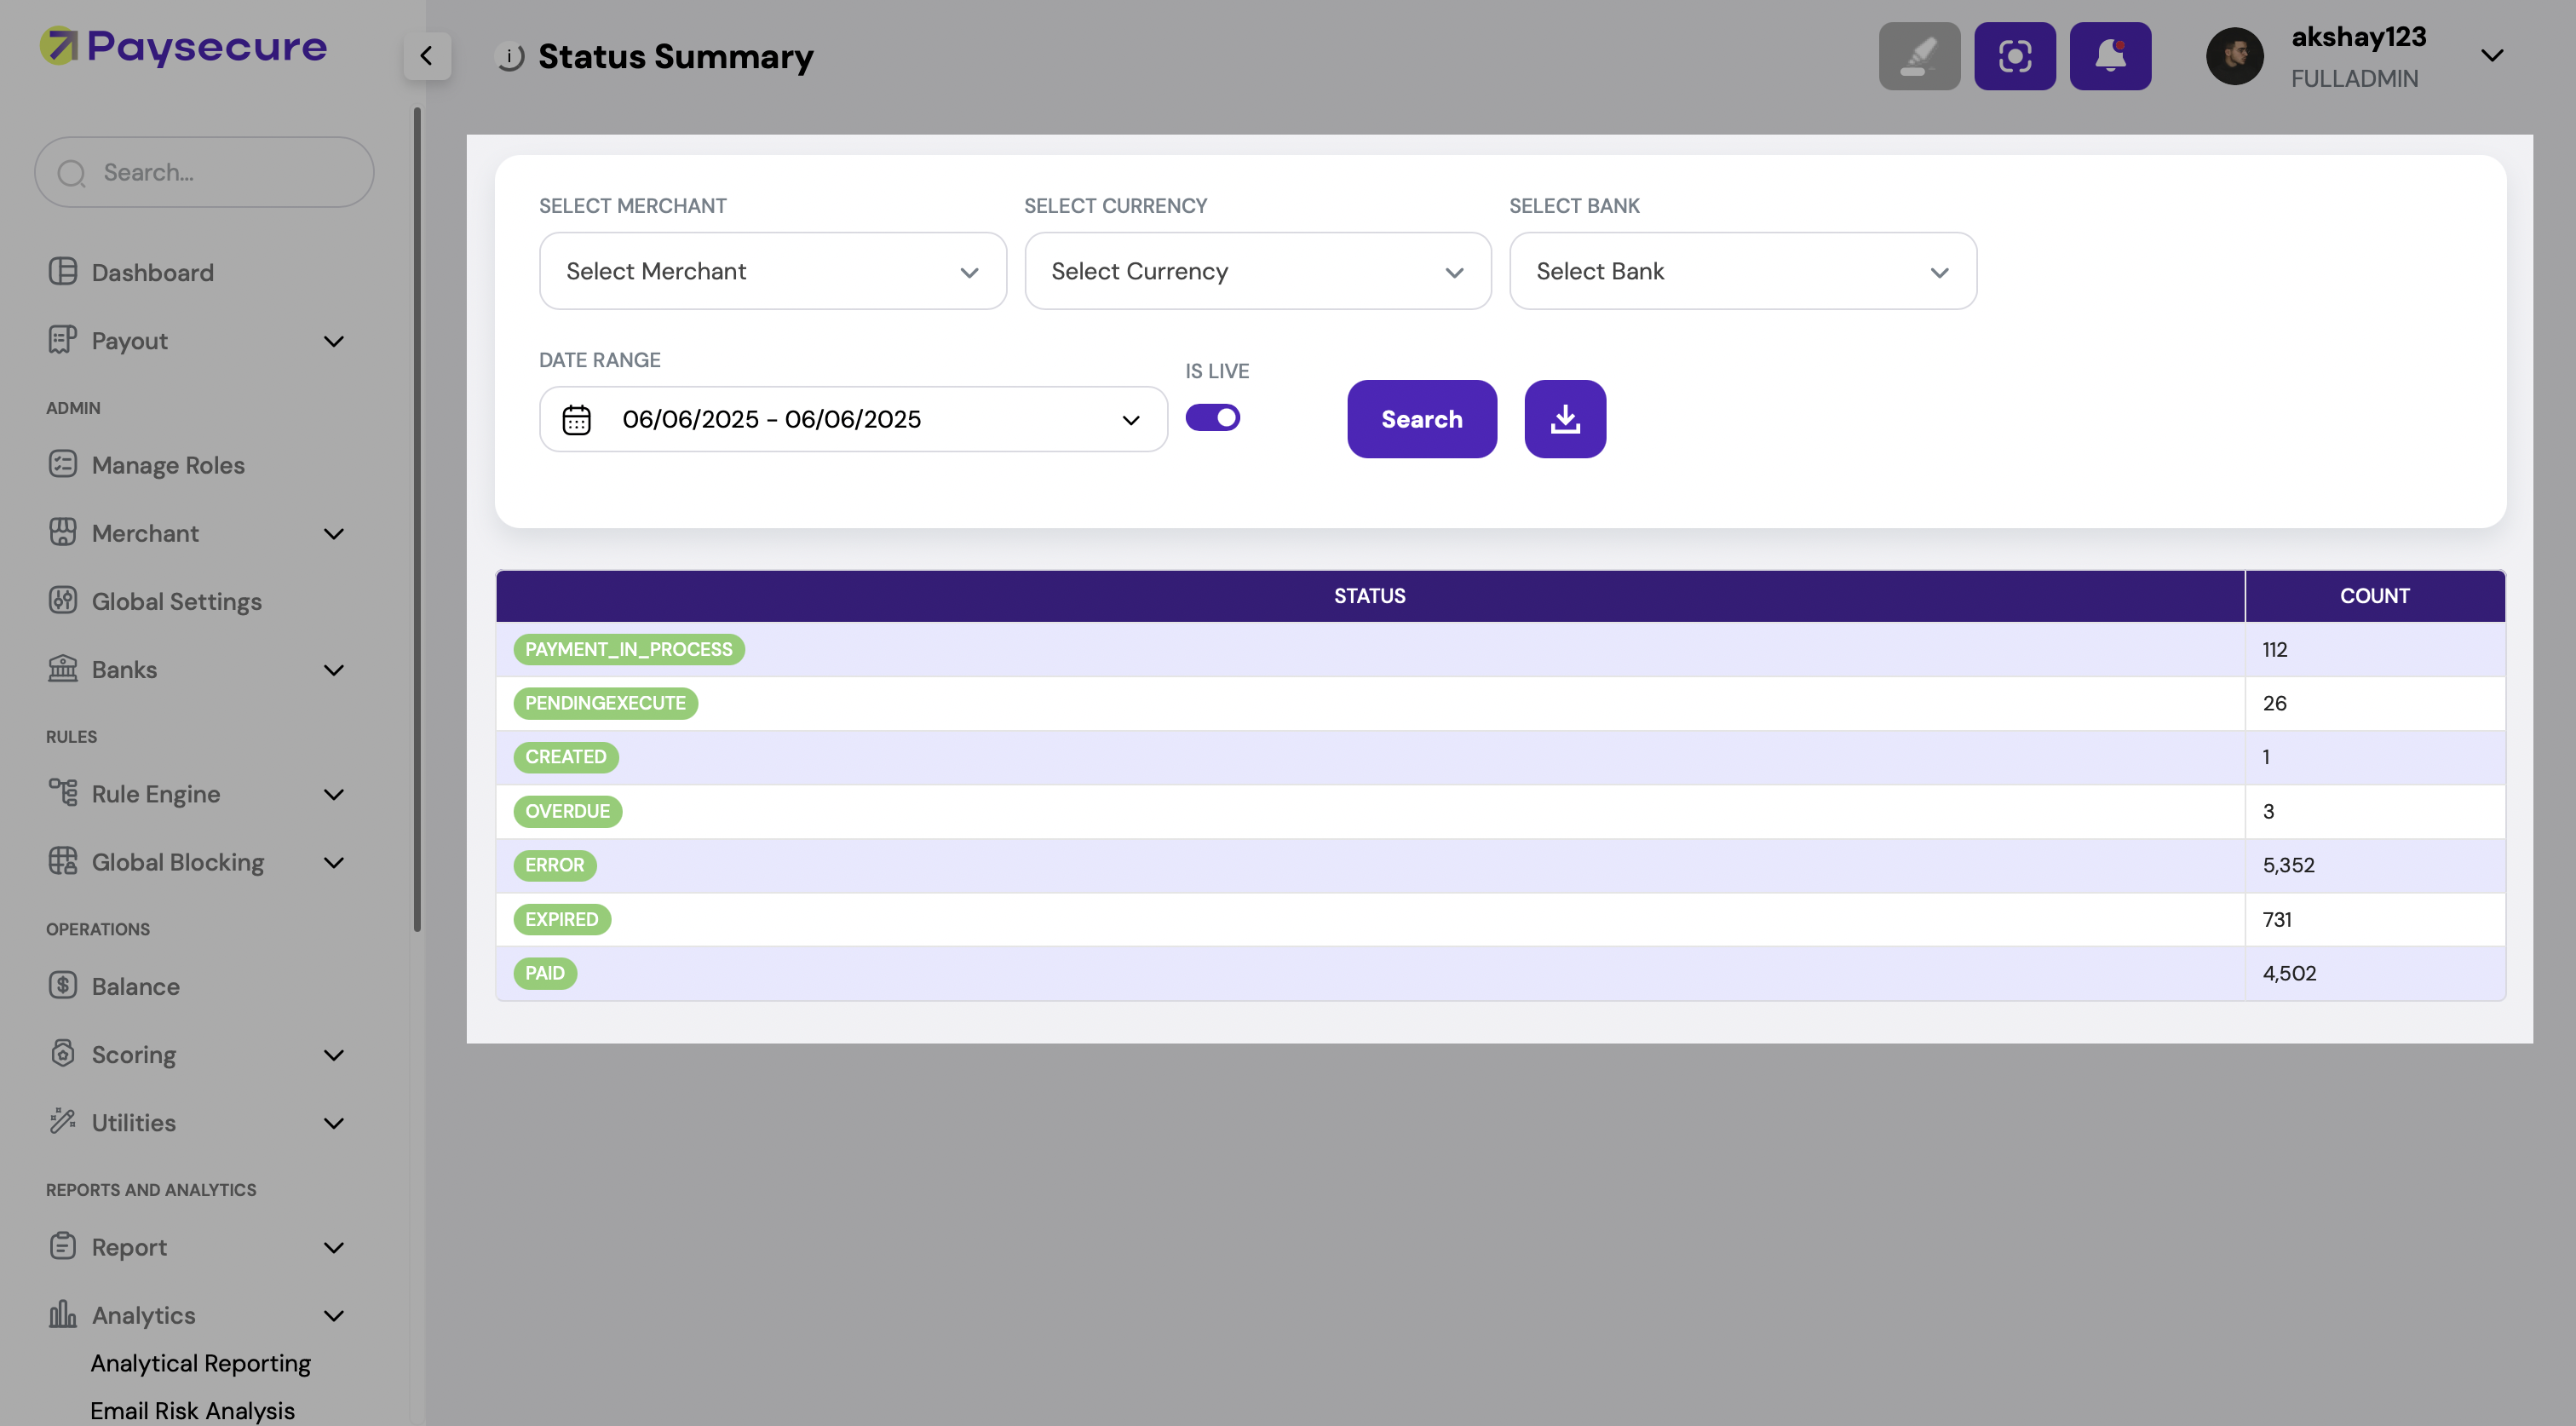 Paysecure
Status Summary
akshay123
FULLADMIN
Search...
Dashboard
Payout
ADMIN
Manage Roles
Merchant
Global Settings
Banks
RULES
Rule Engine
Global Blocking
OPERATIONS
Balance
Scoring
Utilities
REPORTS AND ANALYTICS
Report
Analytics
Analytical Reporting
Email Risk Analysis
SELECT MERCHANT
Select Merchant
SELECT CURRENCY
Select Currency
SELECT BANK
Select Bank
DATE RANGE
06/06/2025 - 06/06/2025
IS LIVE
Search
STATUS COUNT
PAYMENT_IN_PROCESS 112
PENDINGEXECUTE 26
CREATED 1
OVERDUE 3
ERROR 5,352
EXPIRED 731
PAID 4,502